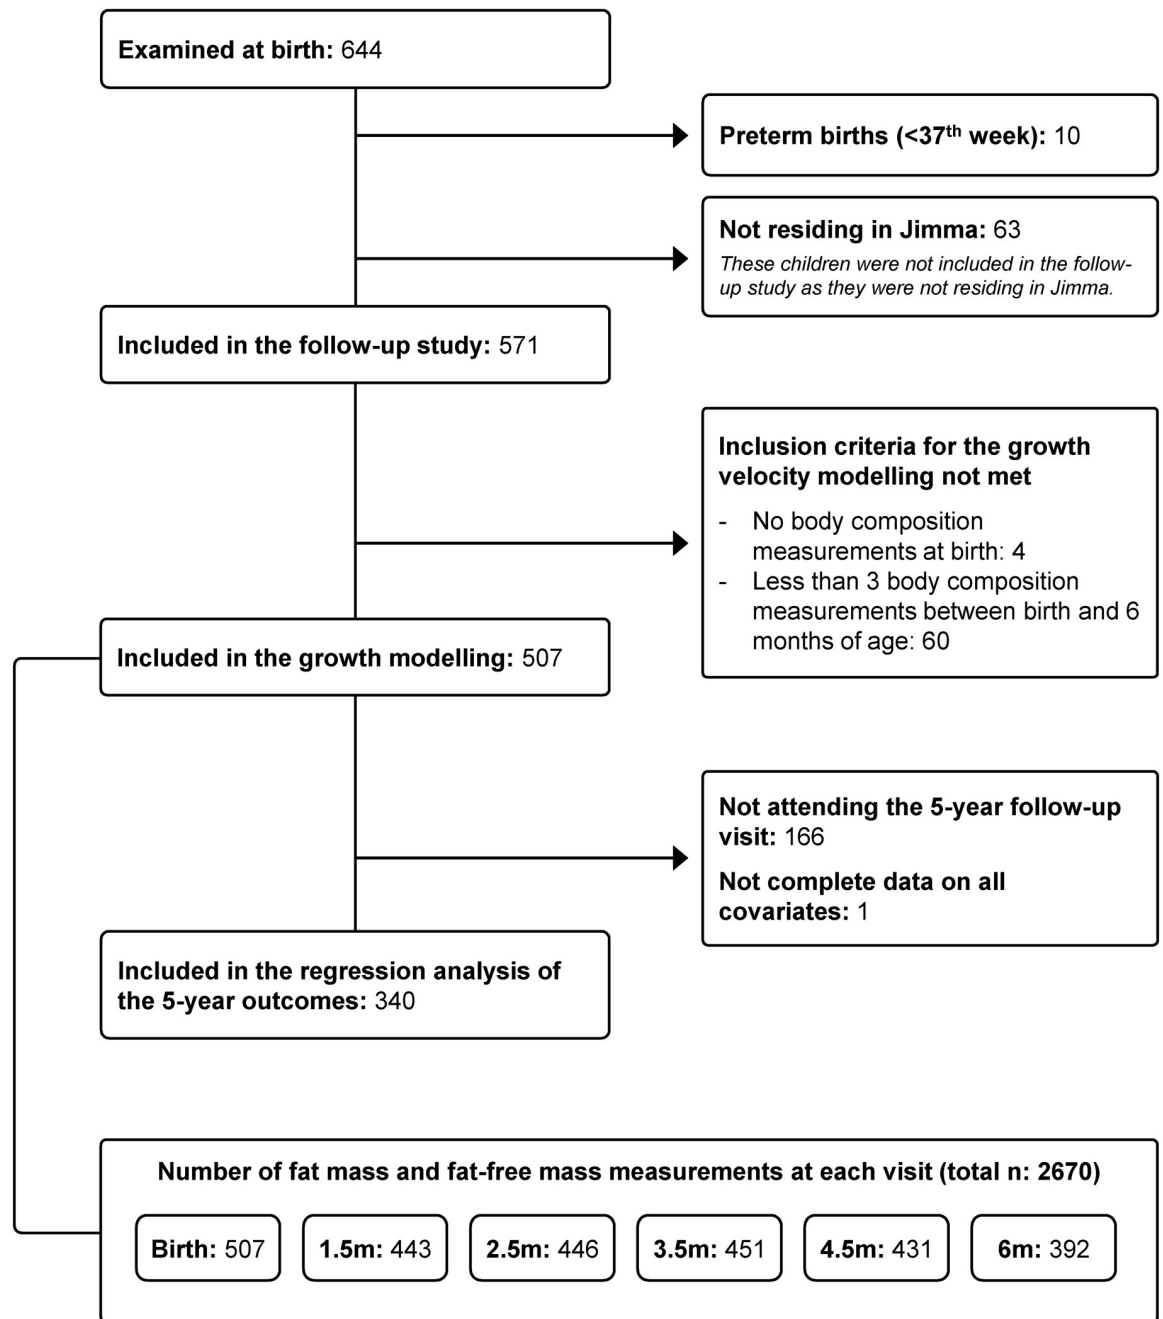 Examined at birth: 644
Preterm births (<37th week): 10
Not residing in Jimma: 63
These children were not included in the follow-
up study as they were not residing in Jimma.
Included in the follow-up study: 571
Inclusion criteria for the growth
velocity modelling not met
- No body composition
measurements at birth: 4
- Less than 3 body composition
measurements between birth and 6
months of age: 60
Included in the growth modelling: 507
Not attending the 5-year follow-up
visit: 166
Not complete data on all
covariates: 1
Included in the regression analysis of
the 5-year outcomes: 340
Number of fat mass and fat-free mass measurements at each visit (total n: 2670)
Birth: 507 1.5m: 443 2.5m: 446 3.5m: 451 4.5m: 431 6m: 392